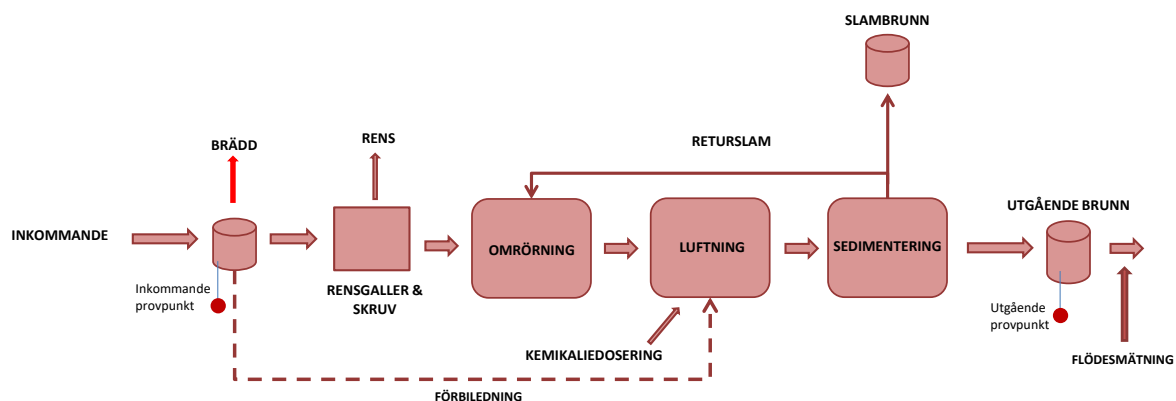 SLAMBRUNN
BRÄDD
RENS
RETURSLAM
UTGÅENDE BRUNN
INKOMMANDE
OMRÖRNING
LUFTNING
SEDIMENTERING
Inkommande
provpunkt
RENSGALLER &
SKRUV
Utgående
provpunkt
KEMIKALIEDOSERING
FLÖDESMÄTNING
FÖRBILEDNING